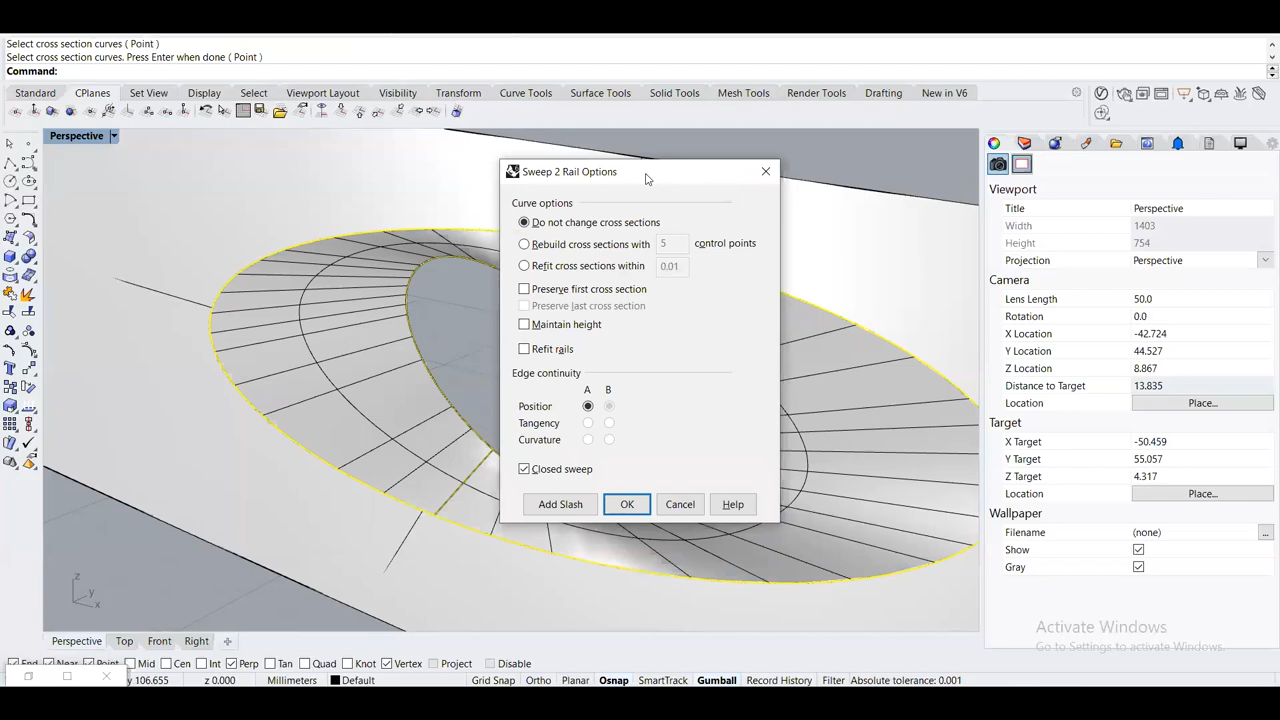 Select cross section curves ( Point )
Select cross section curves. Press Enter when done ( Point )
Command:
Standard CPlanes Set View Display Select Viewport Layout Visibility Transform Curve Tools Surface Tools Solid Tools Mesh Tools Render Tools Drafting New in V6
Perspective
Sweep 2 Rail Options
Curve options
Do not change cross sections
Rebuild cross sections with 5 control points
Refit cross sections within 0.01
Preserve first cross section
Preserve last cross section
Maintain height
Refit rails
Edge continuity
A B
Position
Tangency
Curvature
Closed sweep
Add Slash OK Cancel Help
Viewport
Title Perspective
Width 1403
Height 754
Projection Perspective
Camera
Lens Length 50.0
Rotation 0.0
X Location -42.724
Y Location 44.527
Z Location 8.867
Distance to Target 13.835
Location Place...
Target
X Target -50.459
Y Target 55.057
Z Target 4.317
Location Place...
Wallpaper
Filename (none) ...
Show
Gray
Activate Windows
Go to Settings to activate Windows.
z
y
x
Perspective Top Front Right
End Near Point Mid Cen Int Perp Tan Quad Knot Vertex Project Disable
y 106.655 z 0.000 Millimeters Default Grid Snap Ortho Planar Osnap SmartTrack Gumball Record History Filter Absolute tolerance: 0.001